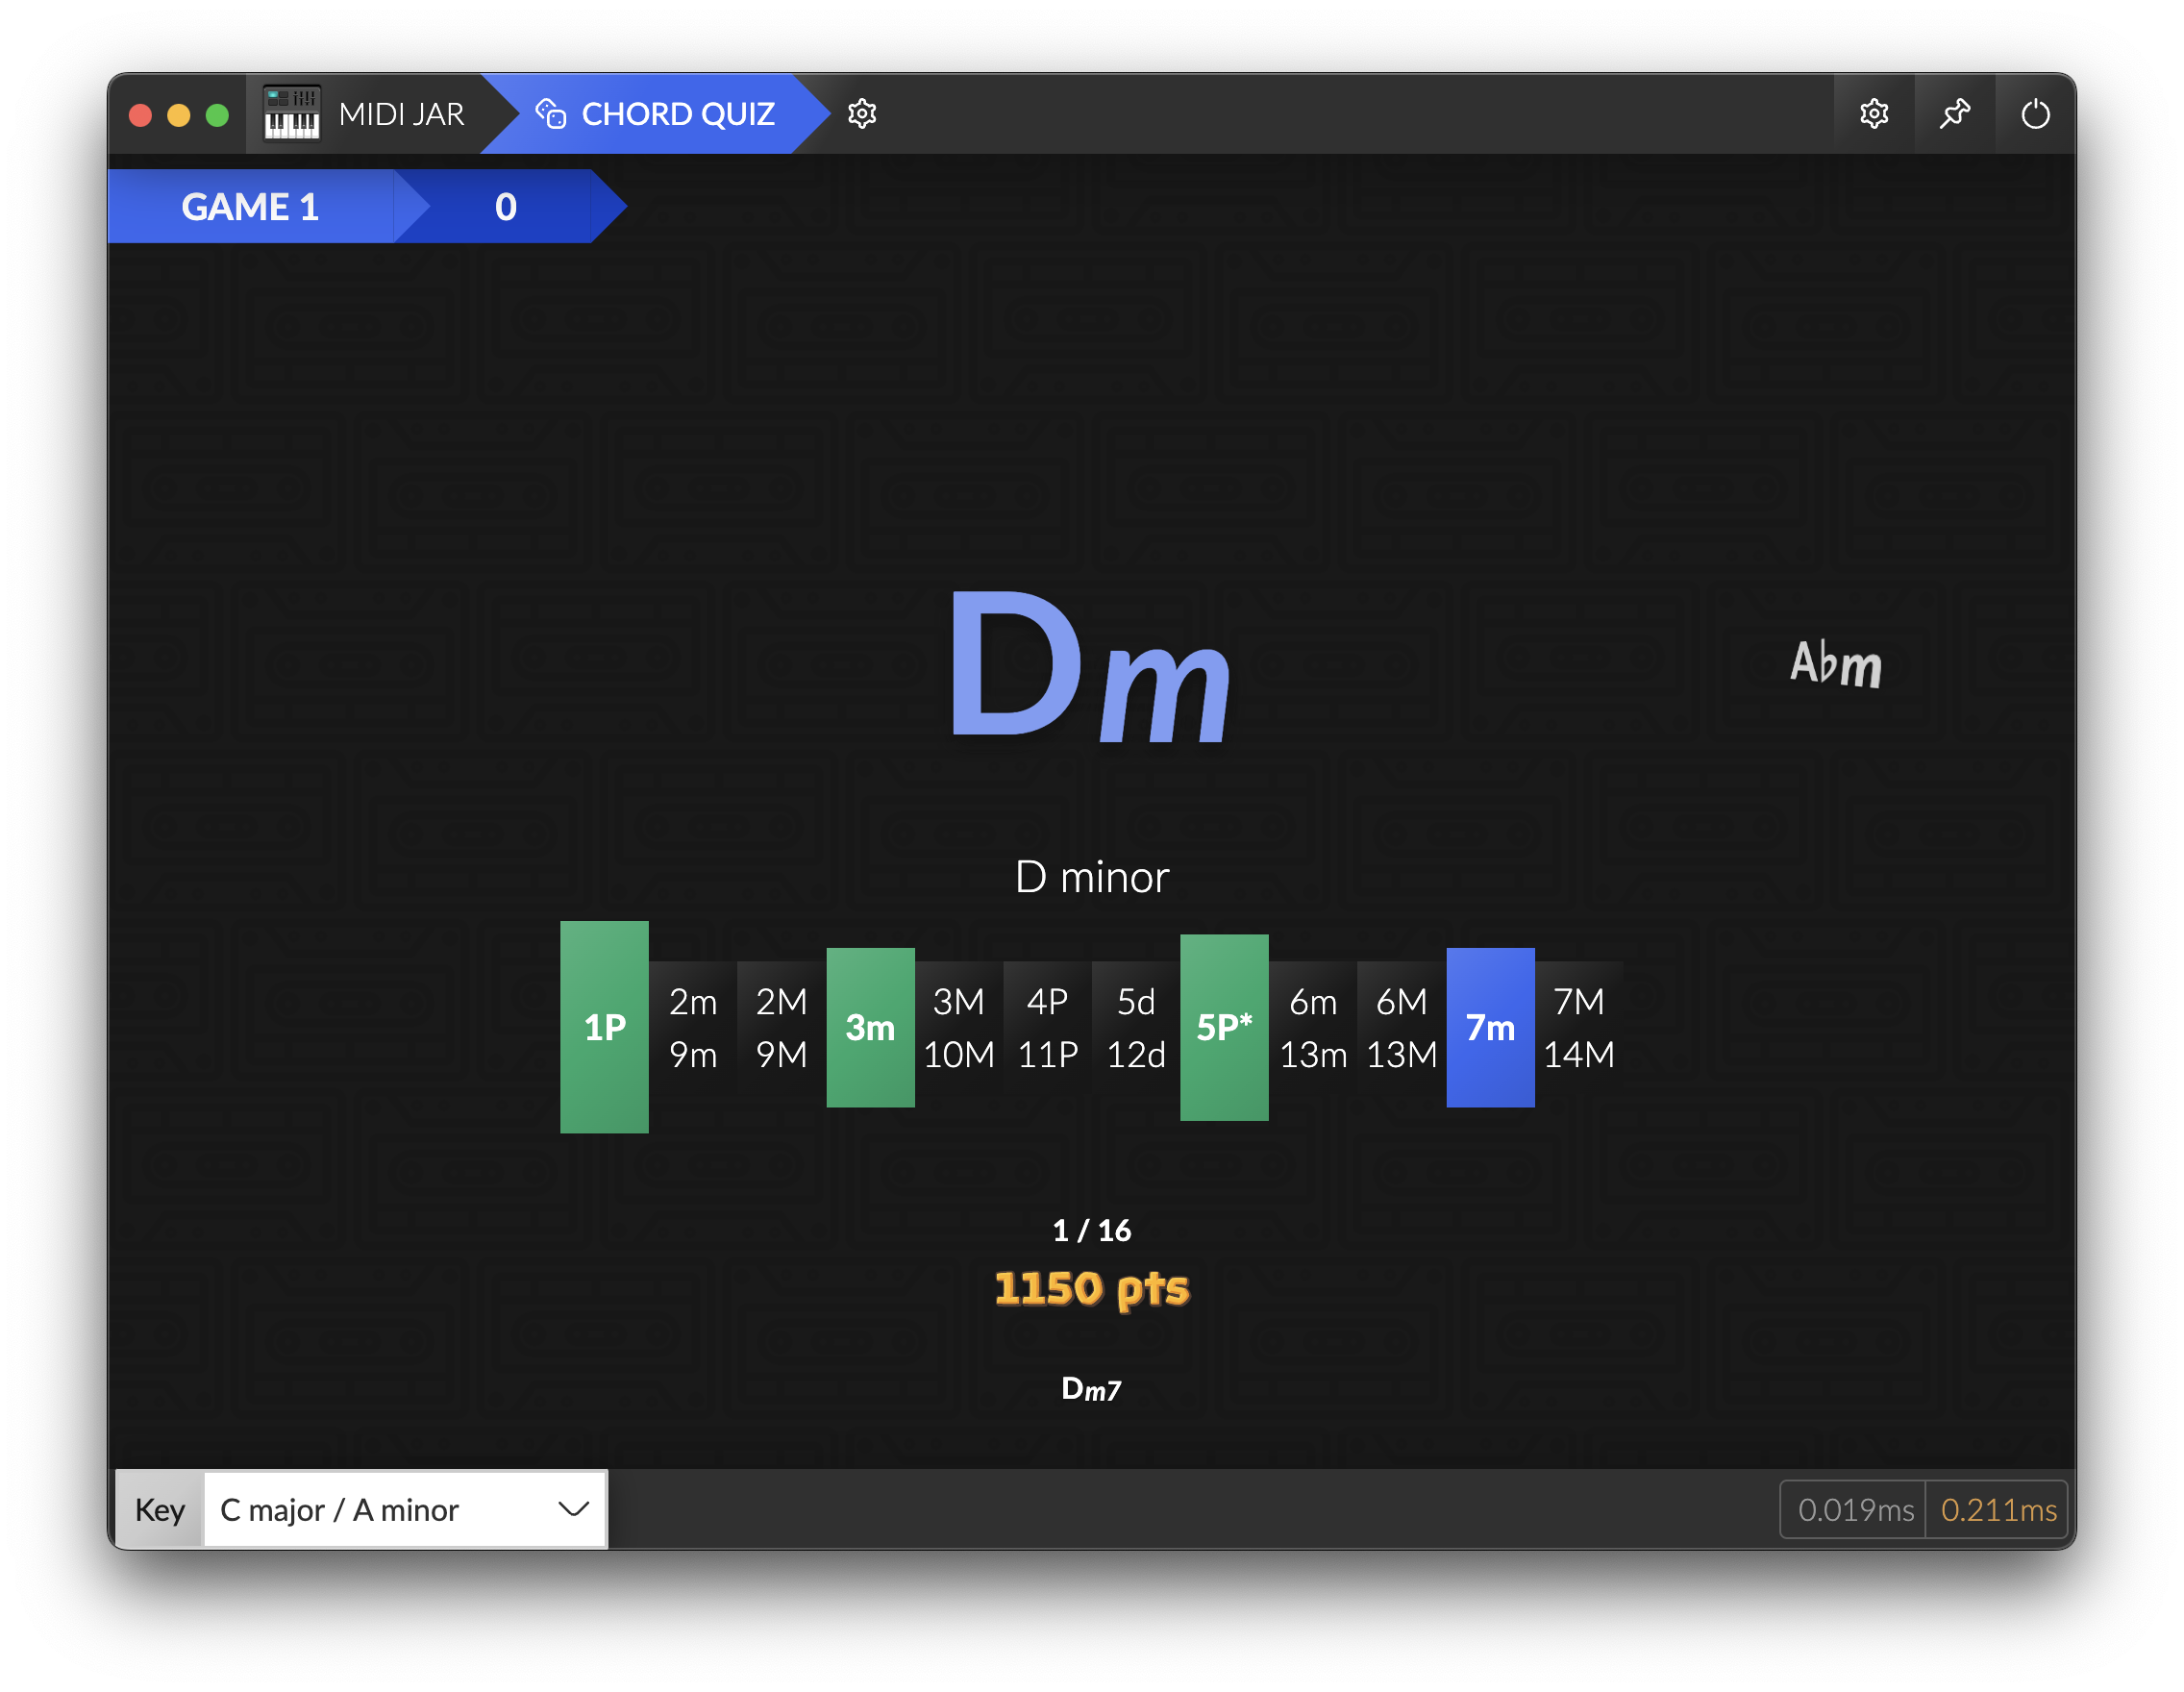 MIDI JAR
CHORD QUIZ
GAME 1
0
Dm
A♭m
D minor
1P
2m
9m
2M
9M
3m
3M
10M
4P
11P
5d
12d
5P*
6m
13m
6M
13M
7m
7M
14M
1 / 16
1150 pts
Dm7
Key
C major / A minor
0.019ms
0.211ms